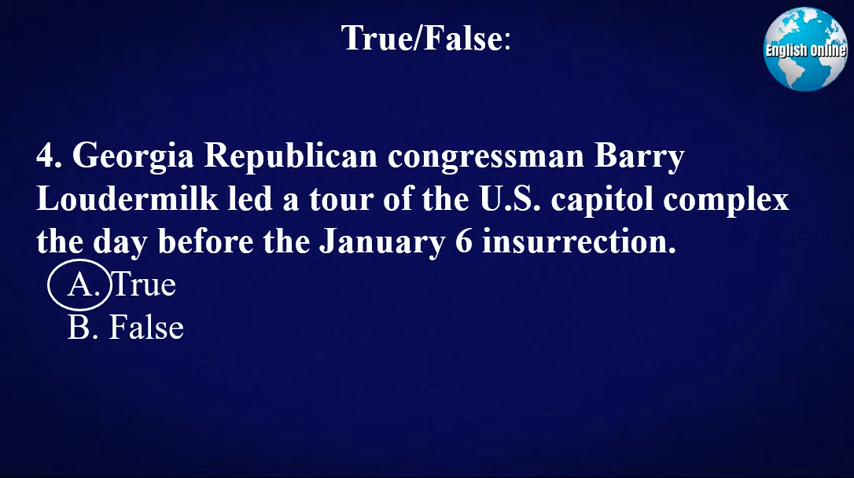 True/False:
English Online
4. Georgia Republican congressman Barry
Loudermilk led a tour of the U.S. capitol complex
the day before the January 6 insurrection.
A. True
B. False